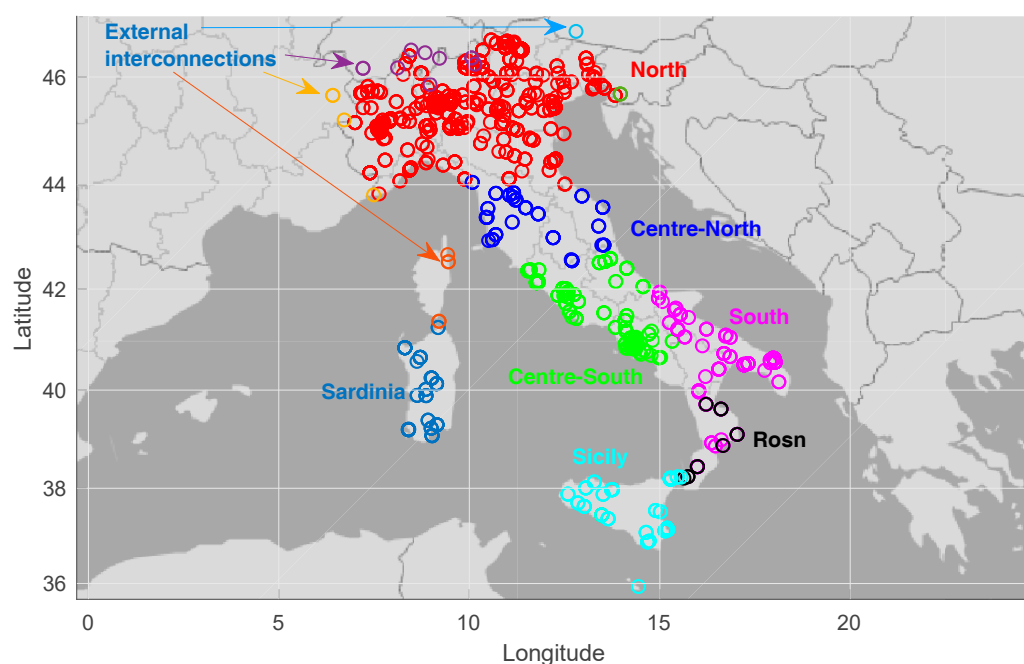 External
interconnections
46
North
44
Centre-North
42
South
Centre-South
Sardinia
40
Rosn
Sicily
38
36
0
5
10
15
20
Latitude
Longitude